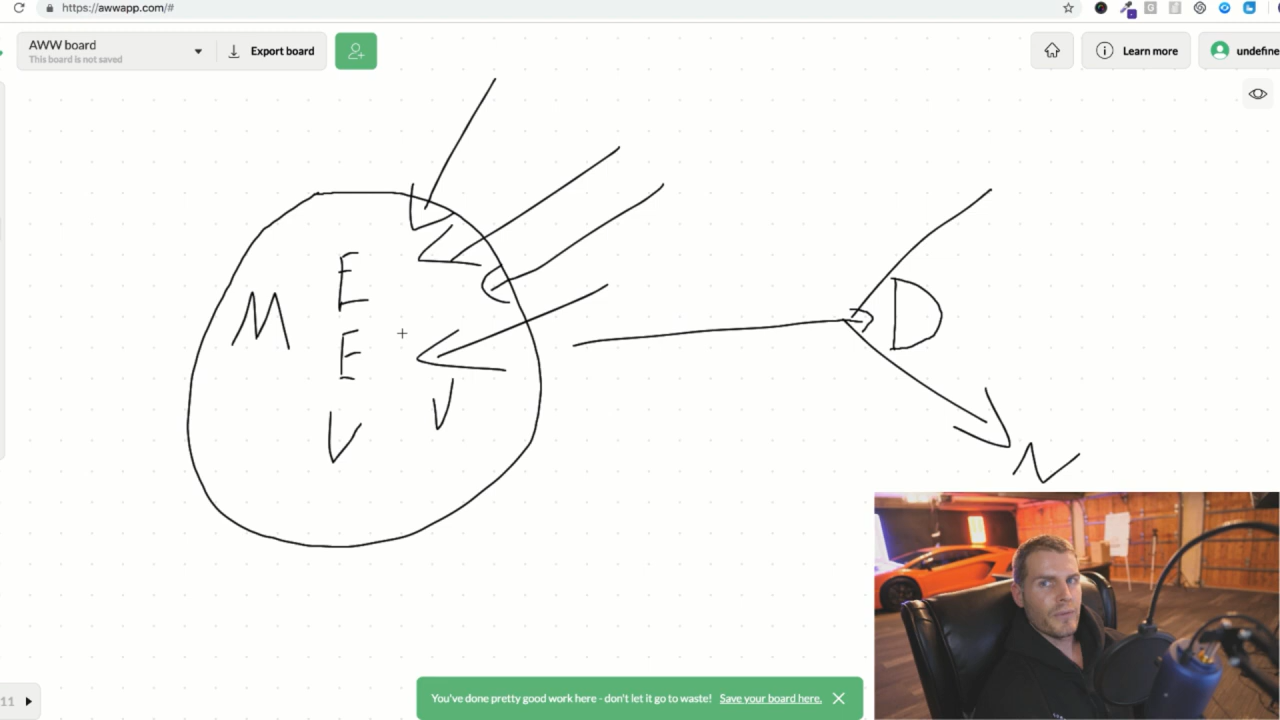 https://awwapp.com/#
AWW board
This board is not saved
Export board
Learn more
undefine
E
M
E
V
V
D
N
11
You've done pretty good work here - don't let it go to waste! Save your board here.